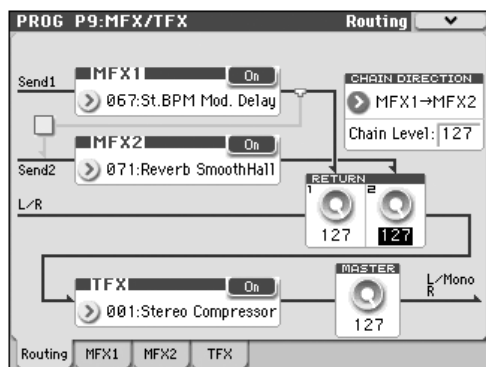 PROG P9:MFX/TFX Routing
Send1
MFX1 On
067:St.BPM Mod. Delay
CHAIN DIRECTION
MFX1→MFX2
Chain Level: 127
MFX2 On
071:Reverb SmoothHall
Send2
RETURN
1 2
127 127
L/R
TFX On
001:Stereo Compressor
MASTER
127
L/Mono
R
Routing MFX1 MFX2 TFX